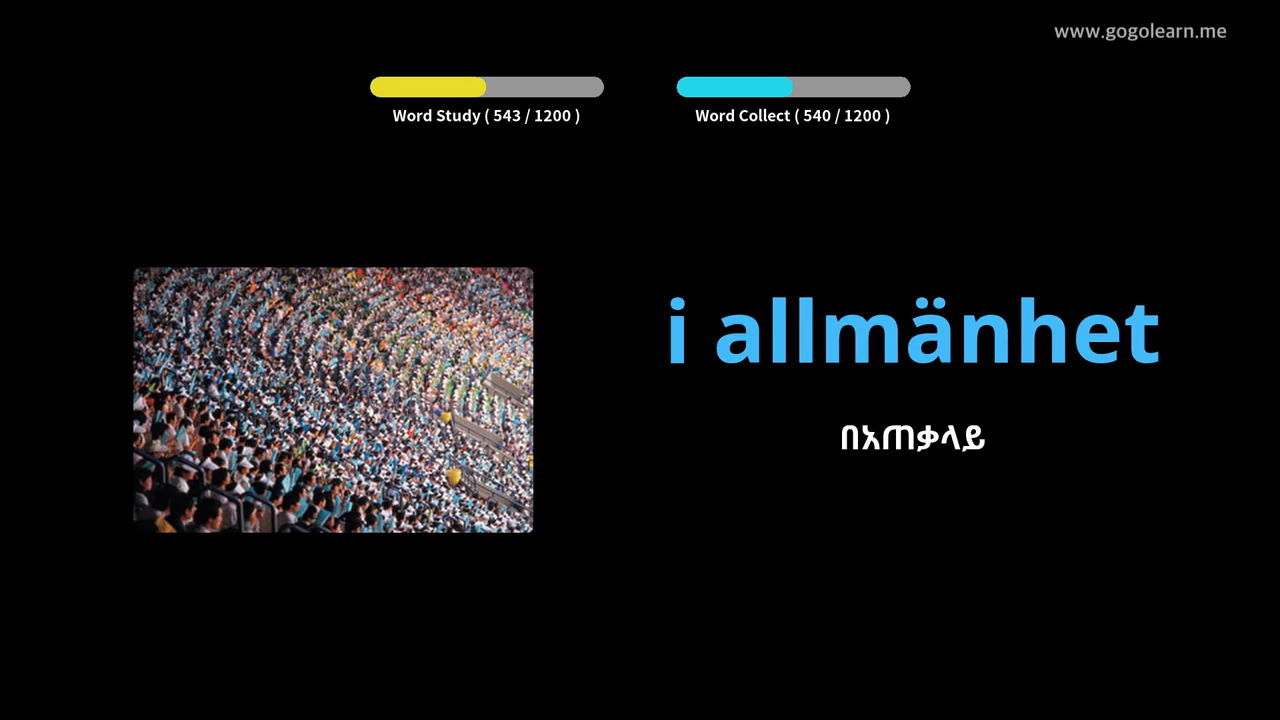 www.gogolearn.me
Word Study ( 543 / 1200 )
Word Collect ( 540 / 1200 )
i allmänhet
በአጠቃላይ